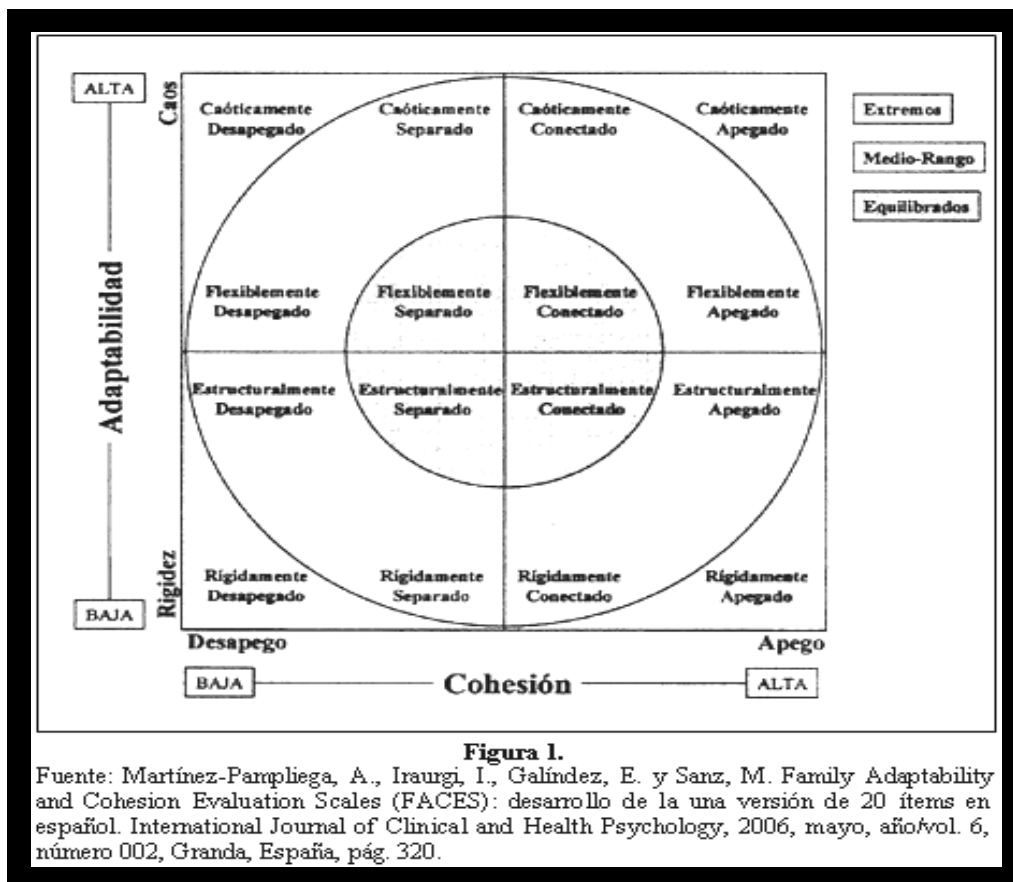 ALTA
Caos
Caóticamente Desapegado
Caóticamente Separado
Caóticamente Conectado
Caóticamente Apegado
Extremos
Medio-Rango
Equilibrados
Adaptabilidad
Flexiblemente Desapegado
Flexiblemente Separado
Flexiblemente Conectado
Flexiblemente Apegado
Estructuralmente Desapegado
Estructuralmente Separado
Estructuralmente Conectado
Estructuralmente Apegado
Rígidamente Desapegado
Rígidamente Separado
Rígidamente Conectado
Rígidamente Apegado
Rigidez
BAJA
Desapego
Apego
BAJA
Cohesión
ALTA
Figura 1.
Fuente: Martínez-Pampliega, A., Iraurgi, I., Galíndez, E. y Sanz, M. Family Adaptability
and Cohesion Evaluation Scales (FACES): desarrollo de la una versión de 20 ítems en
español. International Journal of Clinical and Health Psychology, 2006, mayo, año/vol. 6,
número 002, Granda, España, pág. 320.